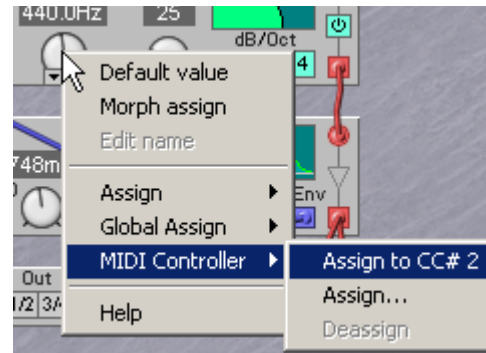 440.0Hz 25
dB/Oct
4
Default value
Morph assign
Edit name
748m
Assign
Env
Global Assign
MIDI Controller
Assign to CC# 2
Out
Assign...
1/2 3/
Help
Deassign